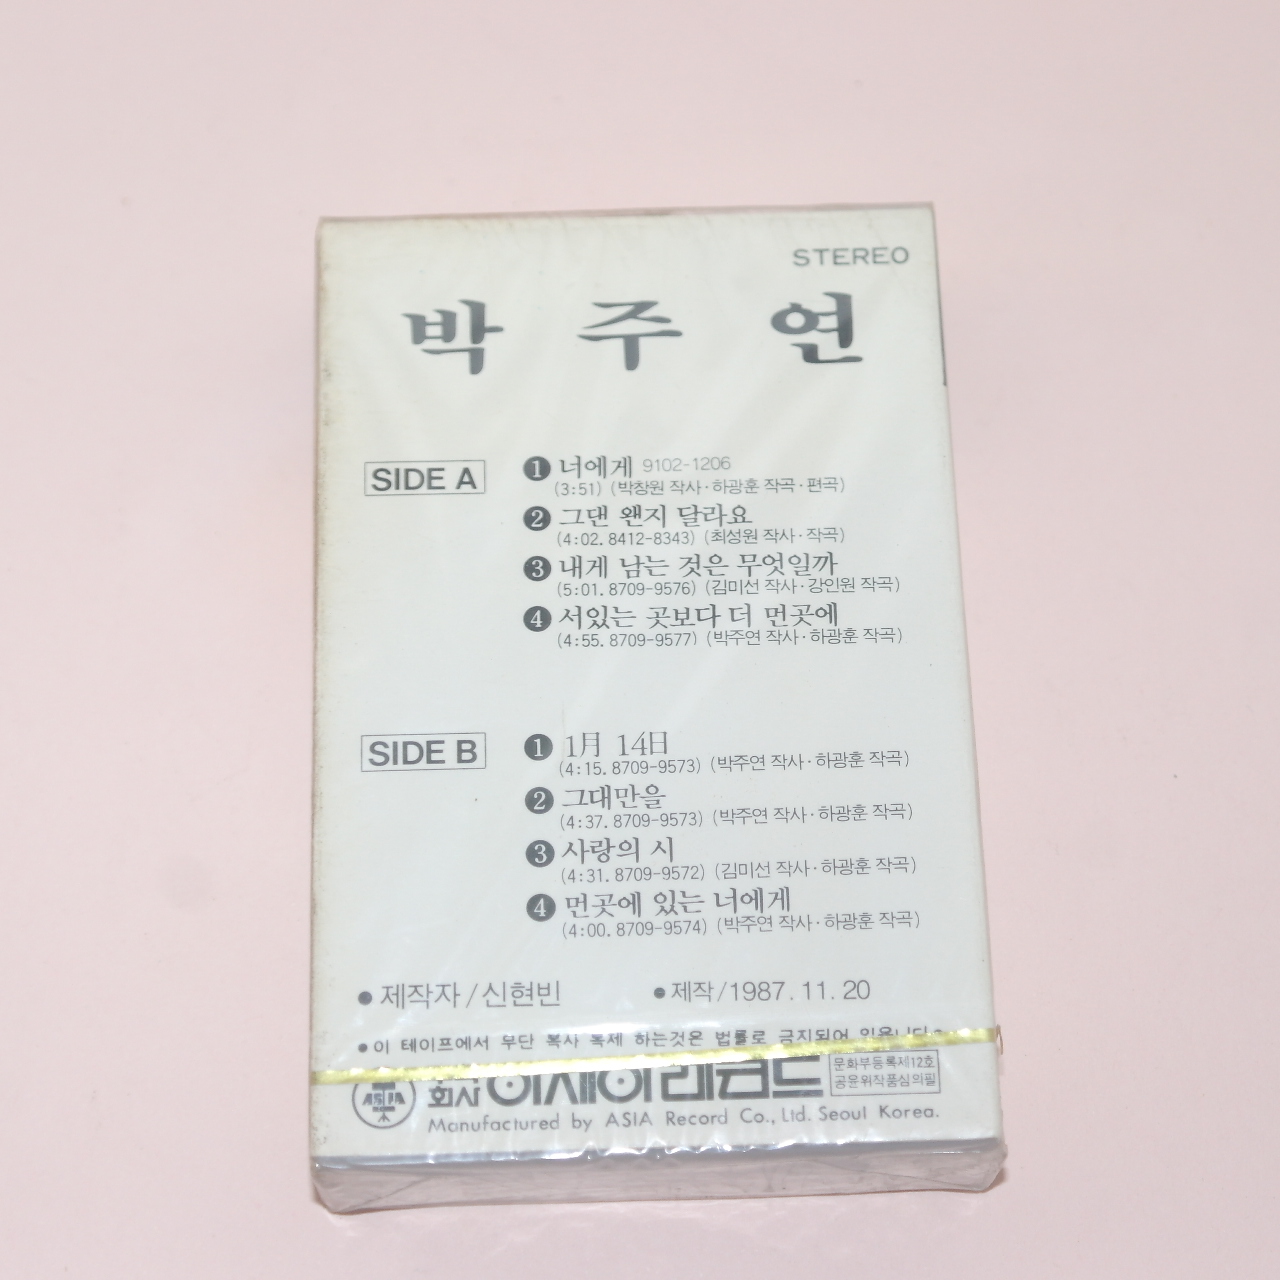 STEREO
박 주 연
SIDE A
❶ 너에게 9102-1206
(3:51) (박창원 작사·하광훈 작곡·편곡)
❷ 그댄 왠지 달라요
(4:02. 8412-8343) (최성원 작사·작곡)
❸ 내게 남는 것은 무엇일까
(5:01. 8709-9576) (김미선 작사·강인원 작곡)
❹ 서있는 곳보다 더 먼곳에
(4:55. 8709-9577) (박주연 작사·하광훈 작곡)
SIDE B
❶ 1月 14日
(4:15. 8709-9573) (박주연 작사·하광훈 작곡)
❷ 그대만을
(4:37. 8709-9573) (박주연 작사·하광훈 작곡)
❸ 사랑의 시
(4:31. 8709-9572) (김미선 작사·하광훈 작곡)
❹ 먼곳에 있는 너에게
(4:00. 8709-9574) (박주연 작사·하광훈 작곡)
● 제작자/신현빈 ● 제작/1987. 11. 20
● 이 테이프에서 무단 복사 복제 하는것은 법률로 금지되어 있읍니다.
ASIA 회사 아세아레코드 문화부등록제12호
공윤위작품심의필
Manufactured by ASIA Record Co., Ltd. Seoul Korea.